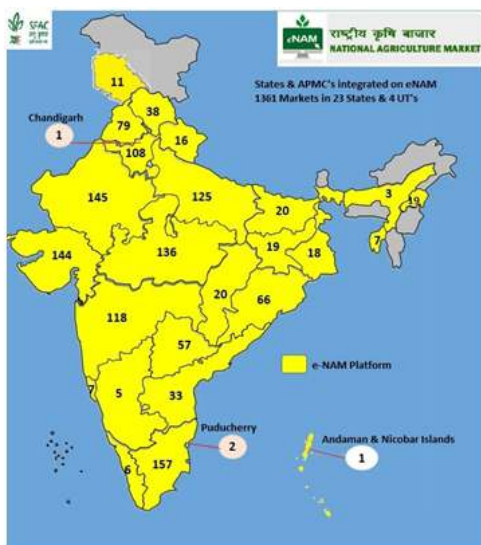 SFAC
eNAM
राष्ट्रीय कृषि बाजार
NATIONAL AGRICULTURE MARKET
States & APMC's integrated on eNAM
1361 Markets in 23 States & 4 UT's
11
38
Chandigarh
1
79
16
108
145
125
3
19
20
144
136
19
18
7
20
66
118
57
e-NAM Platform
7
5
33
Puducherry
2
Andaman & Nicobar Islands
1
6
157